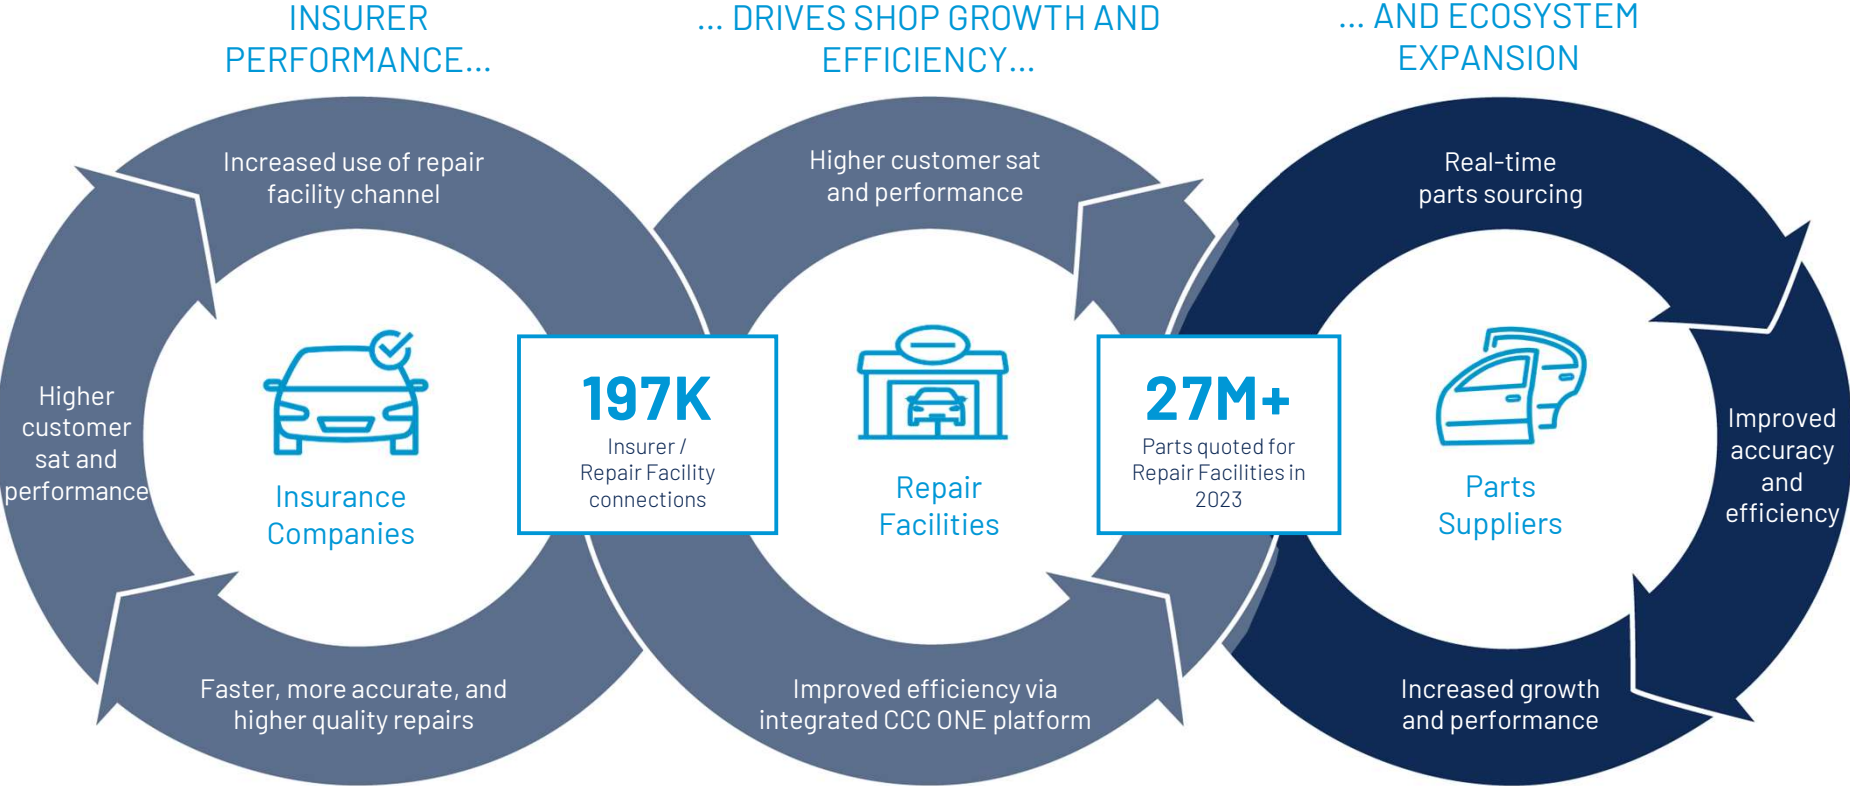 INSURER
PERFORMANCE...
... DRIVES SHOP GROWTH AND
EFFICIENCY...
... AND ECOSYSTEM
EXPANSION
Increased use of repair
facility channel
Higher
customer
sat and
performance
Faster, more accurate, and
higher quality repairs
Insurance
Companies
197K
Insurer /
Repair Facility
connections
Higher customer sat
and performance
Repair
Facilities
Improved efficiency via
integrated CCC ONE platform
27M+
Parts quoted for
Repair Facilities in
2023
Real-time
parts sourcing
Parts
Suppliers
Improved
accuracy
and
efficiency
Increased growth
and performance